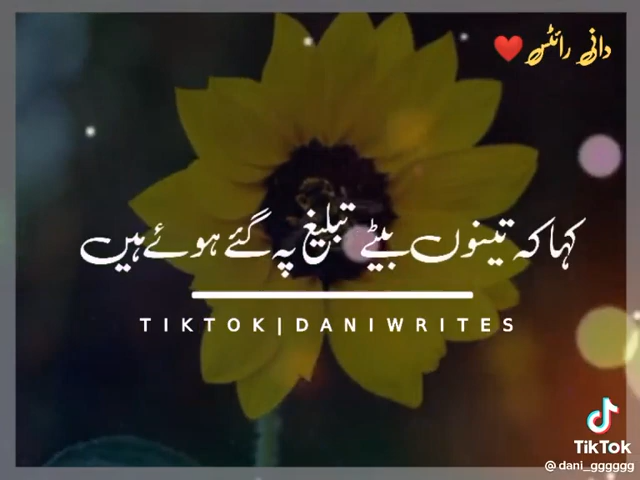 دانی رائٹس ❤️
کہا کہ تینوں بیٹے تبلیغ پہ گئے ہوئے ہیں
TIKTOK|DANIWRITES
TikTok
@dani_gggggg